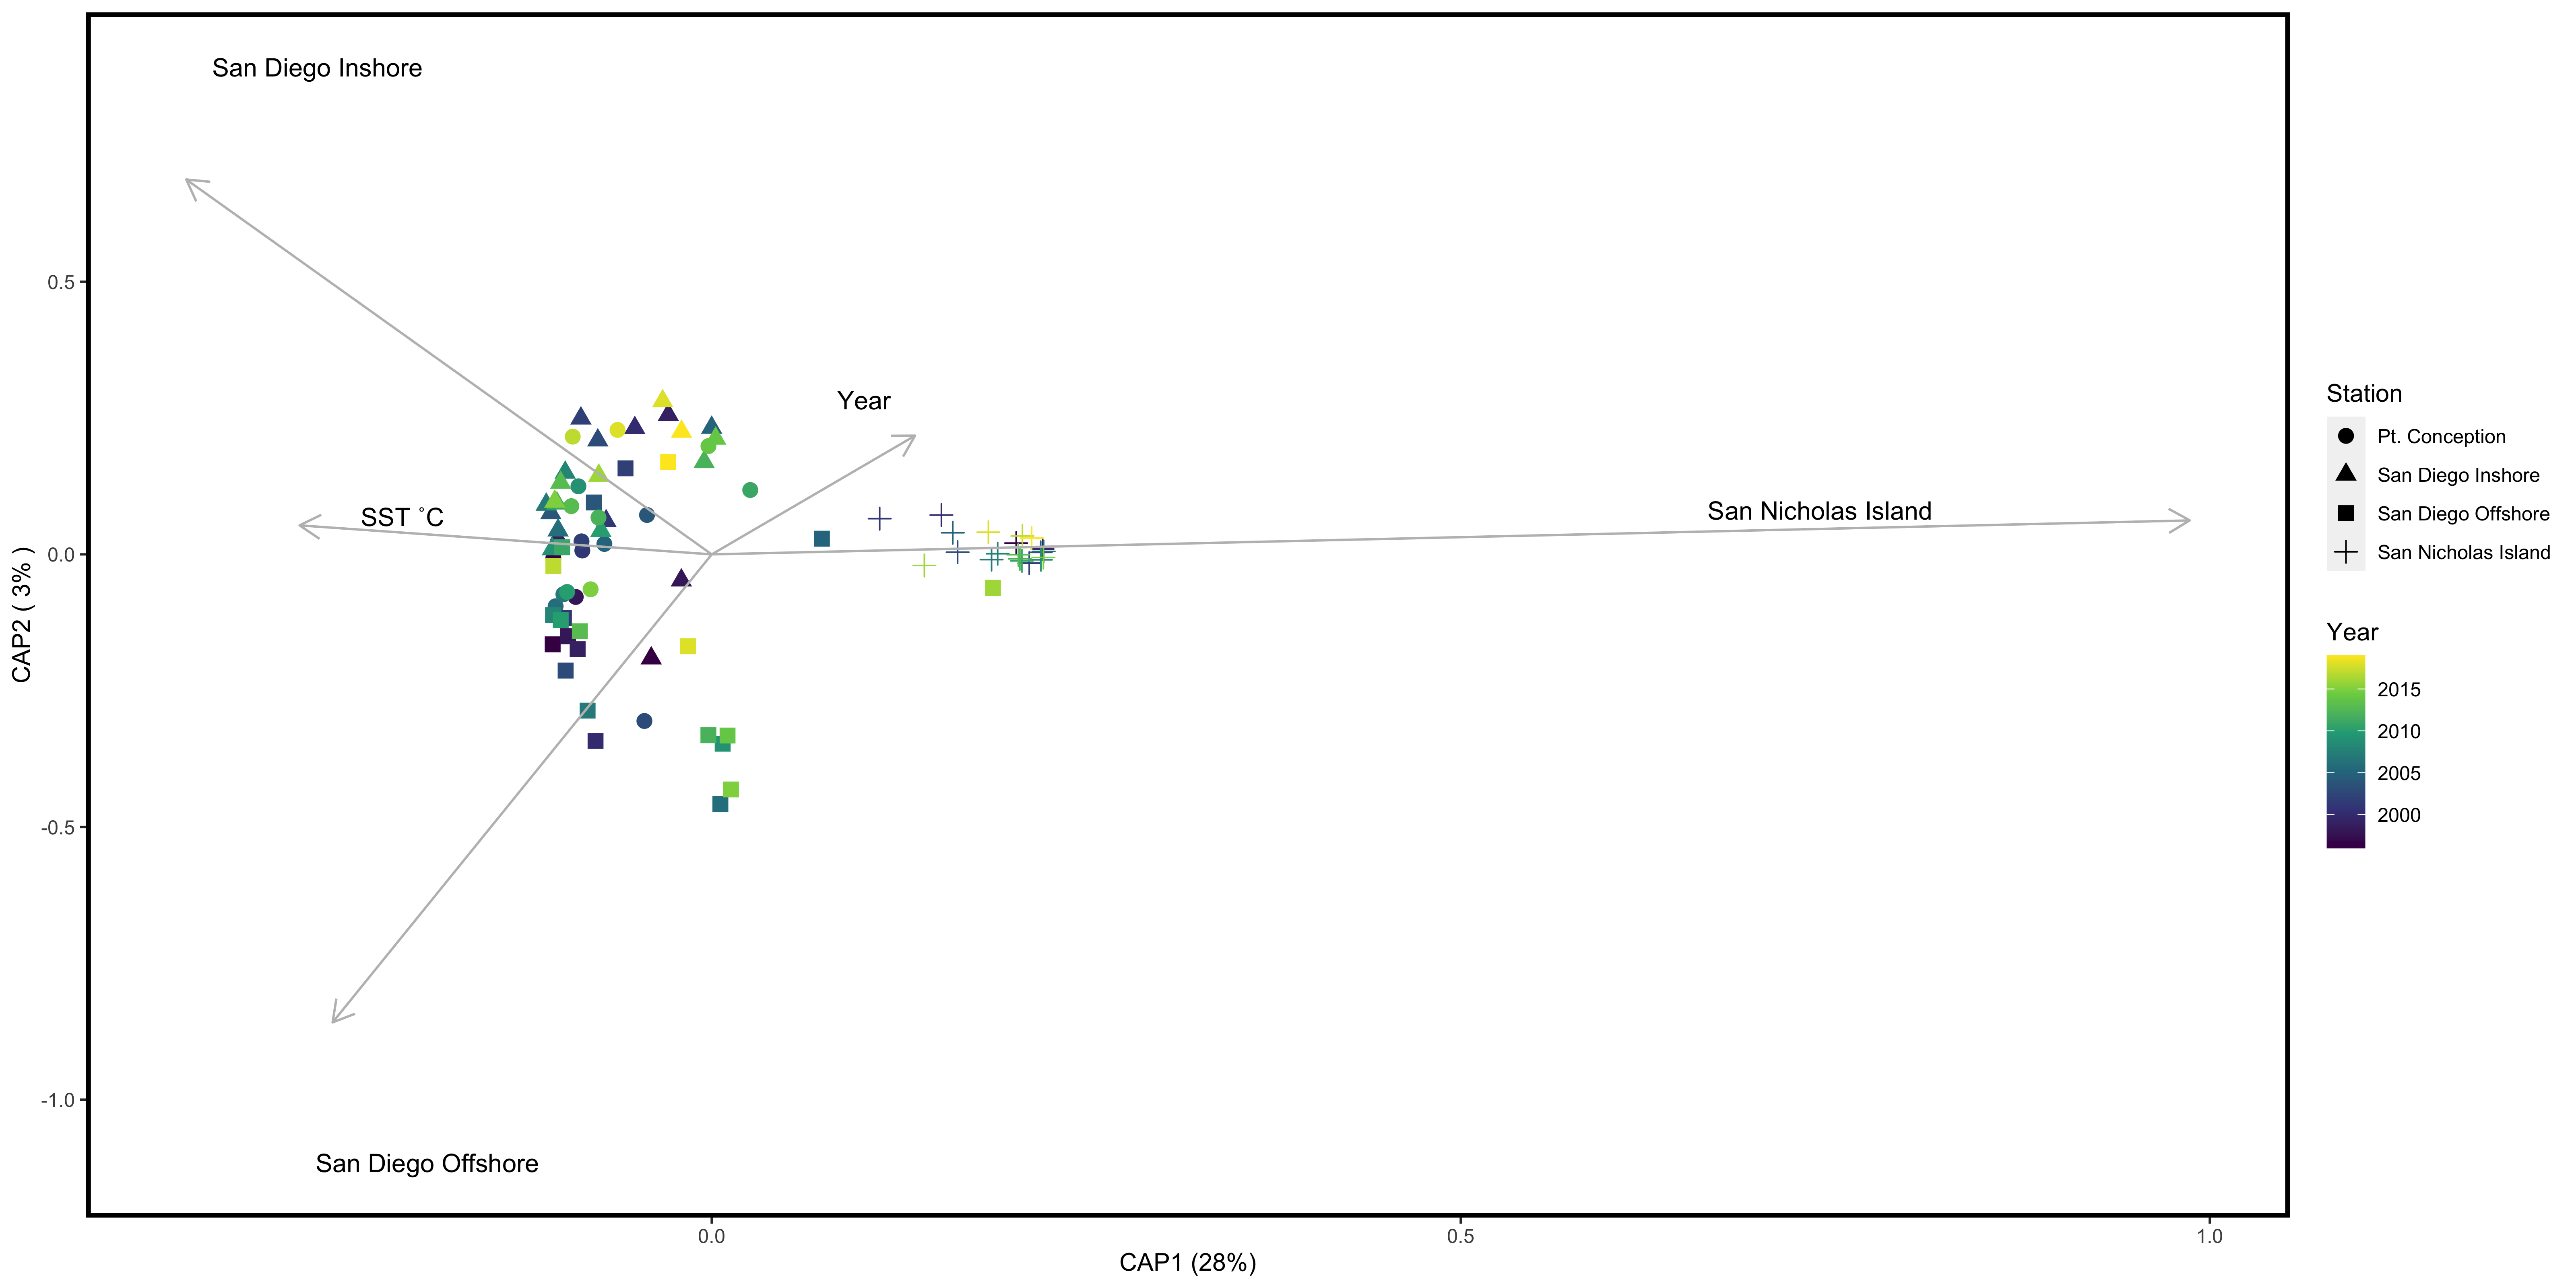 San Diego Inshore
0.5
Year
SST ˚C
San Nicholas Island
0.0
CAP2 ( 3% )
-0.5
-1.0
San Diego Offshore
0.0
0.5
1.0
CAP1 (28%)
Station
Pt. Conception
San Diego Inshore
San Diego Offshore
San Nicholas Island
Year
2015
2010
2005
2000